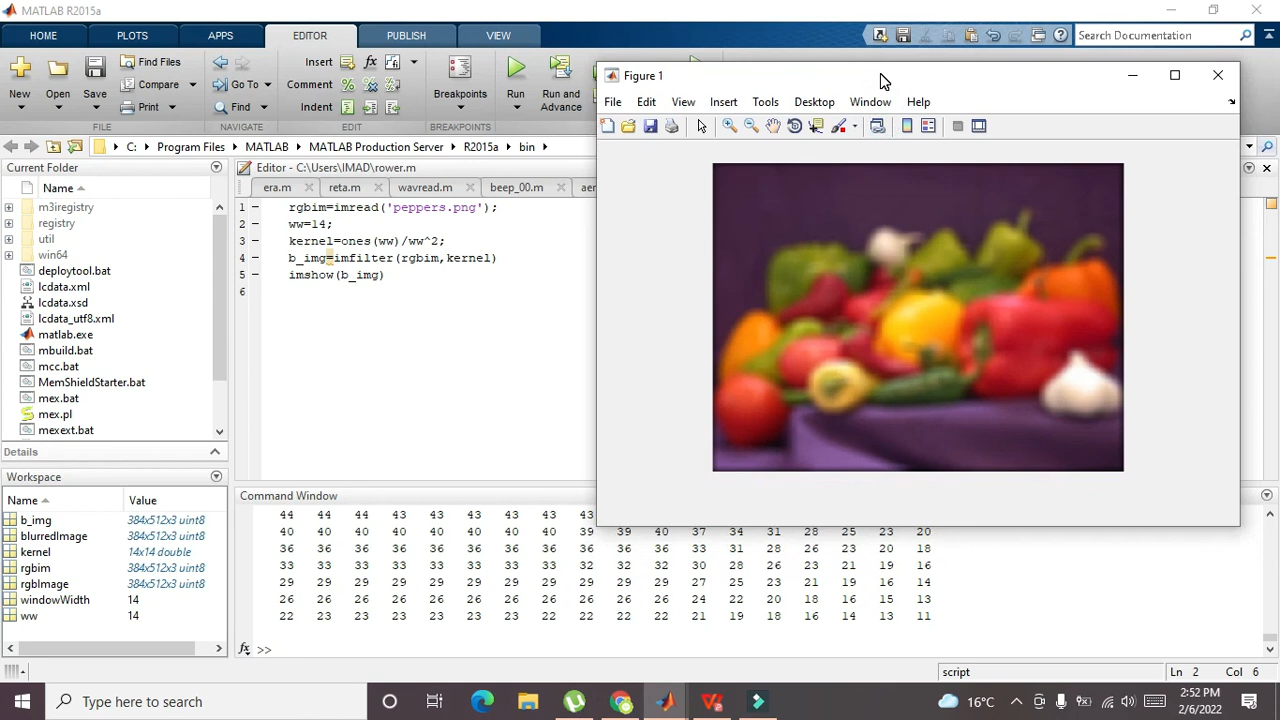 MATLAB R2015a
HOME PLOTS APPS EDITOR PUBLISH VIEW Search Documentation
New Open Save Find Files Compare Print Go To Find Insert fx Comment Indent Breakpoints Run Run and Advance
FILE NAVIGATE EDIT BREAKPOINTS
C: Program Files MATLAB MATLAB Production Server R2015a bin
Current Folder
Name
m3iregistry
registry
util
win64
deploytool.bat
lcdata.xml
lcdata.xsd
lcdata_utf8.xml
matlab.exe
mbuild.bat
mcc.bat
MemShieldStarter.bat
mex.bat
mex.pl
mexext.bat
Details
Workspace
Name Value
b_img 384x512x3 uint8
blurredImage 384x512x3 uint8
kernel 14x14 double
rgbim 384x512x3 uint8
rgbImage 384x512x3 uint8
windowWidth 14
ww 14
Editor - C:\Users\IMAD\rower.m
era.m reta.m wavread.m beep_00.m aer
1 rgbim=imread('peppers.png');
2 ww=14;
3 kernel=ones(ww)/ww^2;
4 b_img=imfilter(rgbim,kernel)
5 imshow(b_img)
6
Figure 1
File Edit View Insert Tools Desktop Window Help
Command Window
44 44 44 43 43 43 43 43 43
40 40 40 40 40 40 40 40 39 39 40 37 34 31 28 25 23 20
36 36 36 36 36 36 36 36 36 36 36 33 31 28 26 23 20 18
33 33 33 33 33 33 33 33 32 32 32 30 28 26 23 21 19 16
29 29 29 29 29 29 29 29 29 29 29 27 25 23 21 19 16 14
26 26 26 26 26 26 26 26 26 26 26 24 22 20 18 16 15 13
22 23 23 23 23 23 23 22 22 22 22 21 19 18 16 14 13 11
fx >>
script Ln 2 Col 6
Type here to search
16°C
2:52 PM
2/6/2022